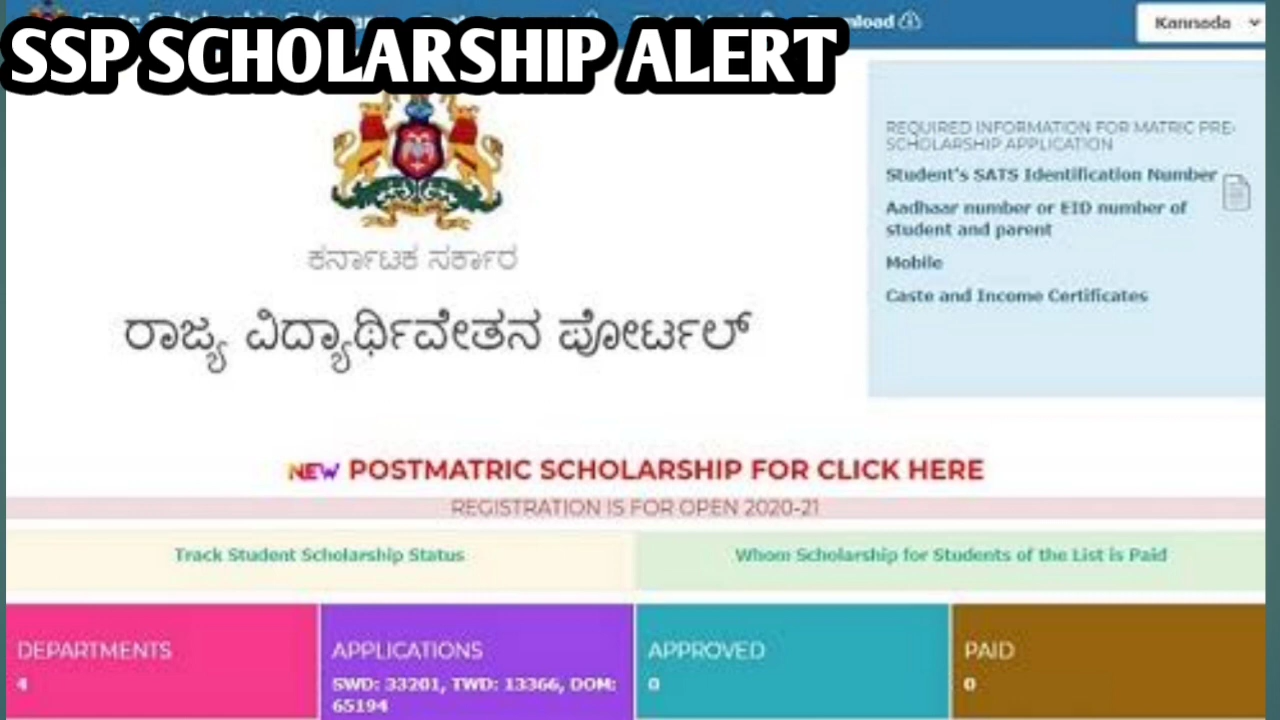 SSP SCHOLARSHIP ALERT
Kannada
REQUIRED INFORMATION FOR MATRIC PRE-
SCHOLARSHIP APPLICATION
Student's SATS Identification Number
Aadhaar number or EID number of
student and parent
Mobile
Caste and Income Certificates
ಕರ್ನಾಟಕ ಸರ್ಕಾರ
ರಾಜ್ಯ ವಿದ್ಯಾರ್ಥಿವೇತನ ಪೋರ್ಟಲ್
NEW POSTMATRIC SCHOLARSHIP FOR CLICK HERE
REGISTRATION IS FOR OPEN 2020-21
Track Student Scholarship Status
Whom Scholarship for Students of the List is Paid
DEPARTMENTS
4
APPLICATIONS
SWD: 33201, TWD: 13366, DOM:
65194
APPROVED
0
PAID
0